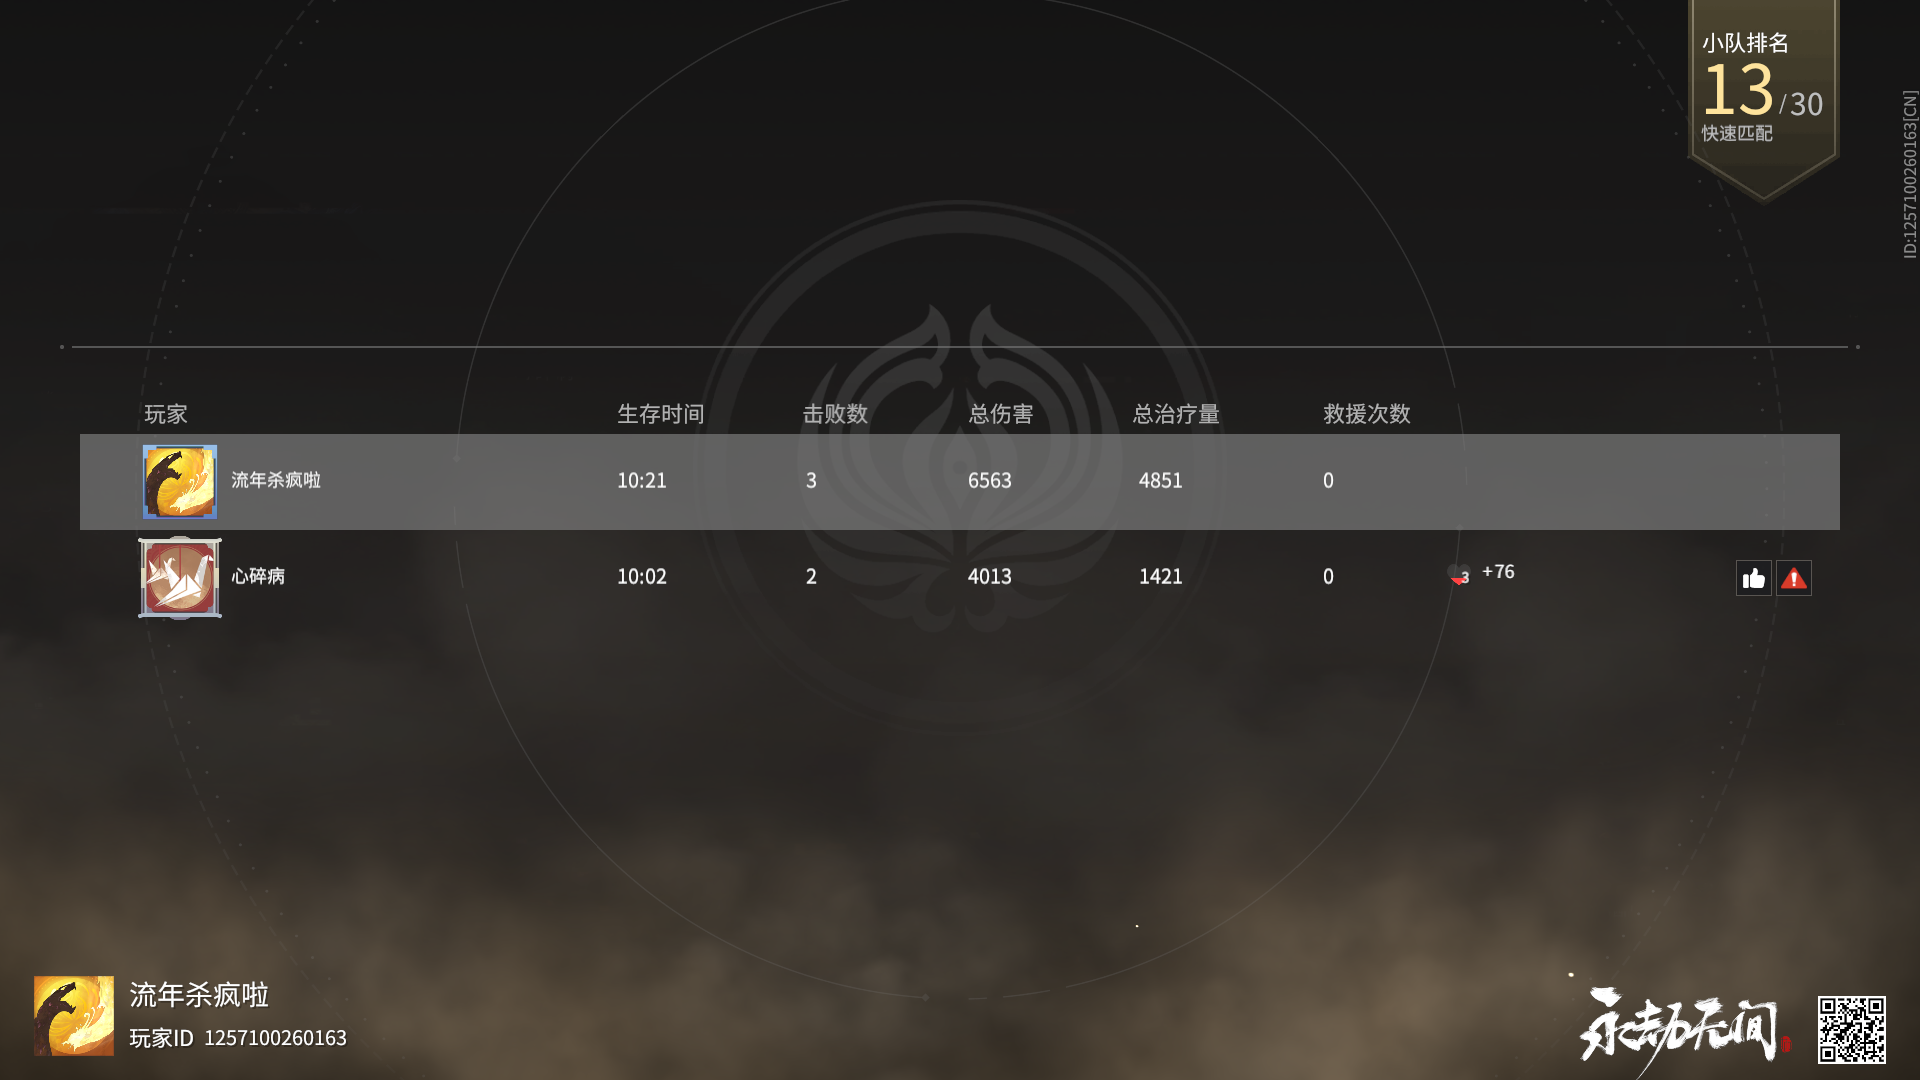 小队排名
13/30
快速匹配
ID:1257100260163[CN]
玩家 生存时间 击败数 总伤害 总治疗量 救援次数
流年杀疯啦 10:21 3 6563 4851 0
心碎病 10:02 2 4013 1421 0 3 +76
流年杀疯啦
玩家ID 1257100260163
永劫无间